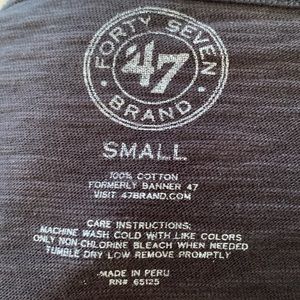 FORTY SEVEN
'47
BRAND
SMALL
100% COTTON
FORMERLY BANNER 47
VISIT 47BRAND.COM
CARE INSTRUCTIONS:
MACHINE WASH COLD WITH LIKE COLORS
ONLY NON-CHLORINE BLEACH WHEN NEEDED
TUMBLE DRY LOW REMOVE PROMPTLY
MADE IN PERU
RN# 65125